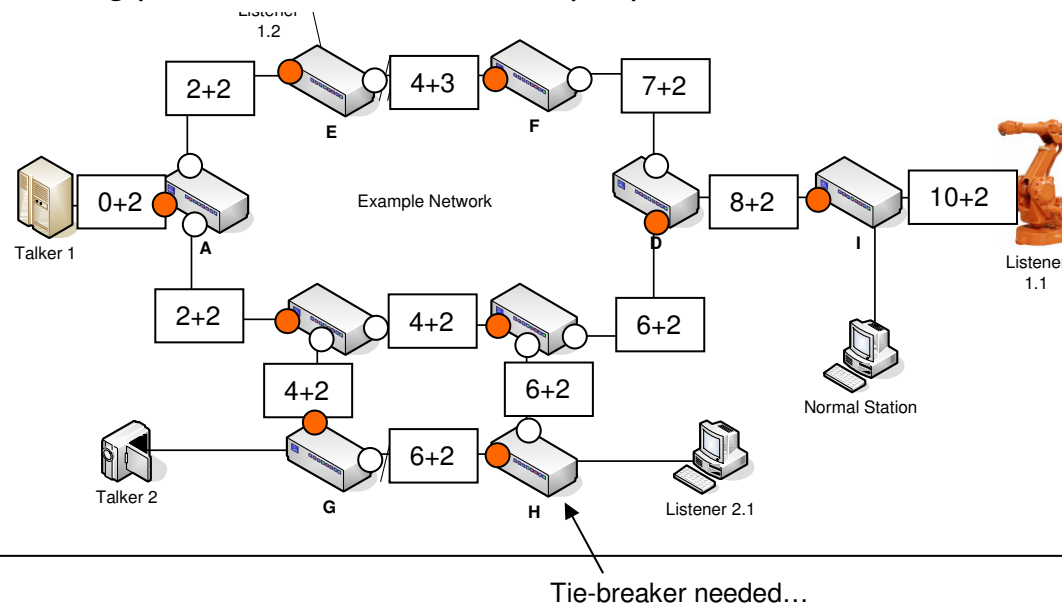 Listener
1.2
2+2
4+3
7+2
E
F
0+2
Example Network
8+2
10+2
Talker 1
A
D
I
Listene
1.1
2+2
4+2
6+2
4+2
6+2
Normal Station
6+2
Talker 2
Listener 2.1
G
H
Tie-breaker needed…